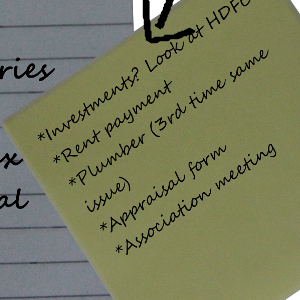 ries
x
al
*Investments? Look at HDFC
*Rent payment
*Plumber (3rd time same
issue)
*Appraisal form
*Association meeting